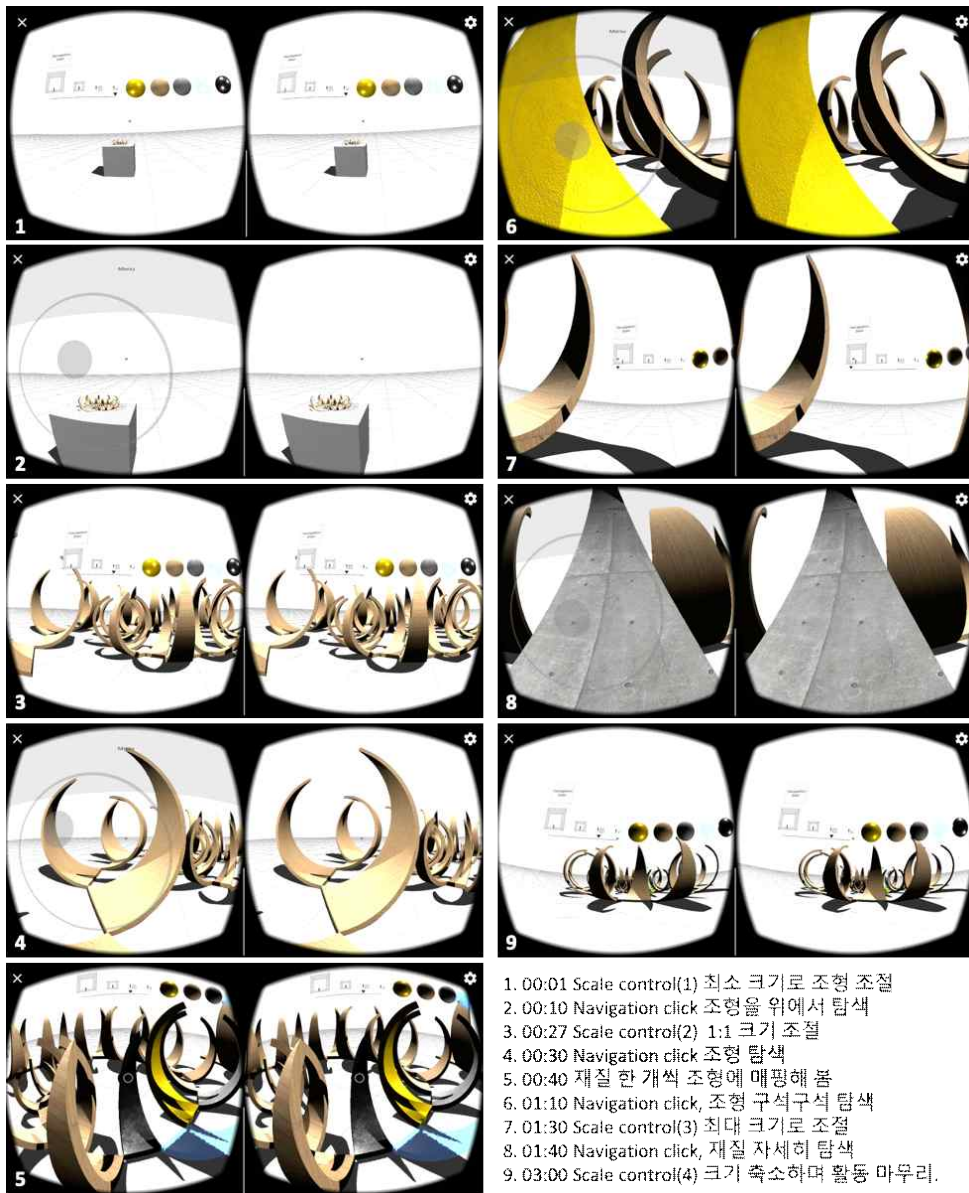 1
2
3
4
5
6
7
8
9
1. 00:01 Scale control(1) 최소 크기로 조형 조절
2. 00:10 Navigation click 조형을 위에서 탐색
3. 00:27 Scale control(2) 1:1 크기 조절
4. 00:30 Navigation click 조형 탐색
5. 00:40 재질 한 개씩 조형에 매핑해 봄
6. 01:10 Navigation click, 조형 구석구석 탐색
7. 01:30 Scale control(3) 최대 크기로 조절
8. 01:40 Navigation click, 재질 자세히 탐색
9. 03:00 Scale control(4) 크기 축소하며 활동 마무리.